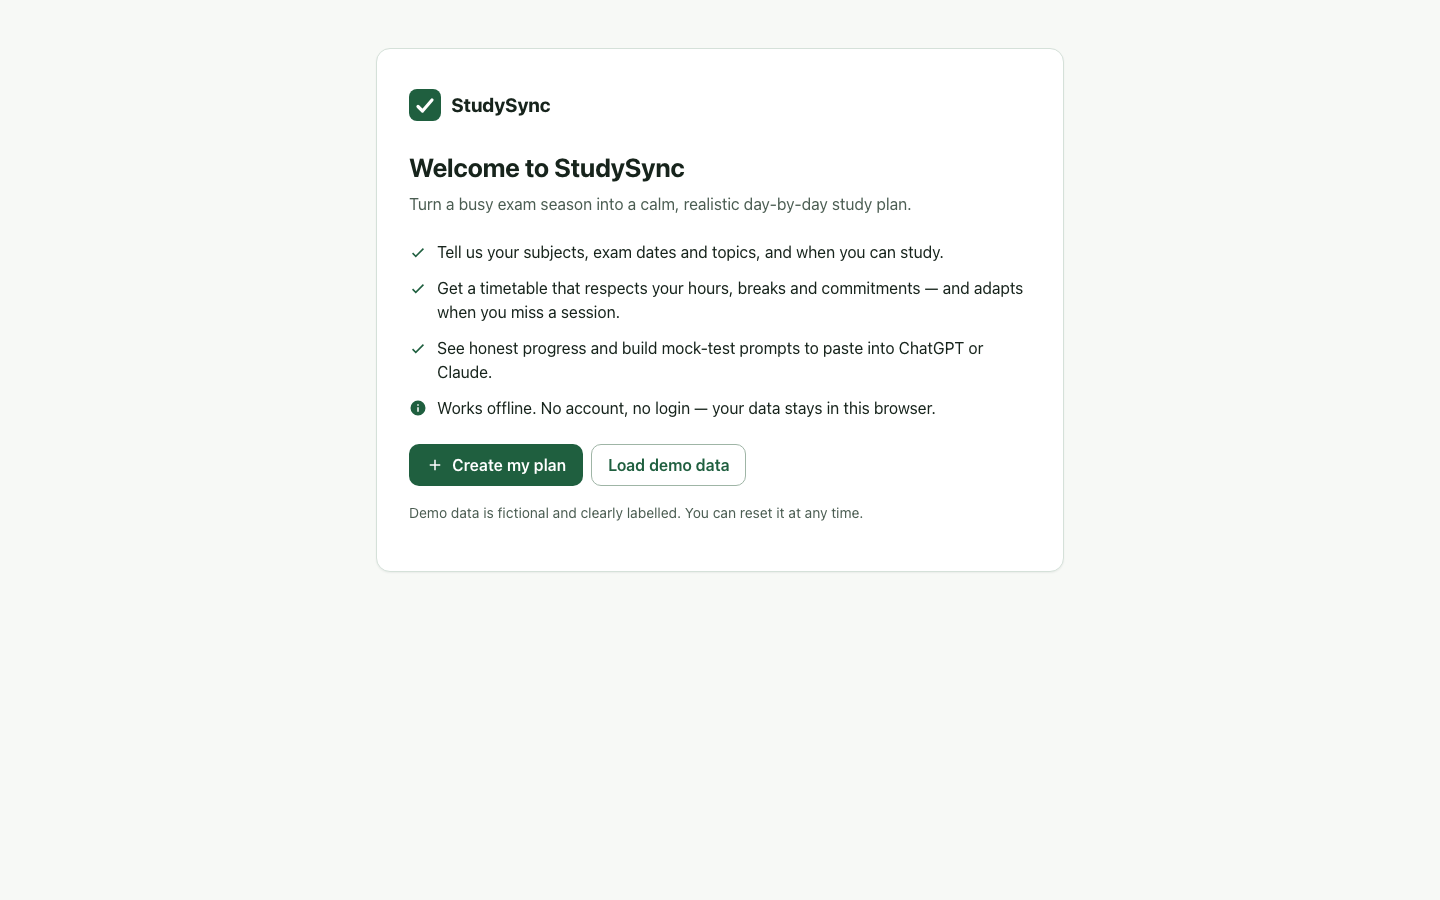 StudySync
Welcome to StudySync
Turn a busy exam season into a calm, realistic day-by-day study plan.
Tell us your subjects, exam dates and topics, and when you can study.
Get a timetable that respects your hours, breaks and commitments — and adapts
when you miss a session.
See honest progress and build mock-test prompts to paste into ChatGPT or
Claude.
Works offline. No account, no login — your data stays in this browser.
Create my plan
Load demo data
Demo data is fictional and clearly labelled. You can reset it at any time.